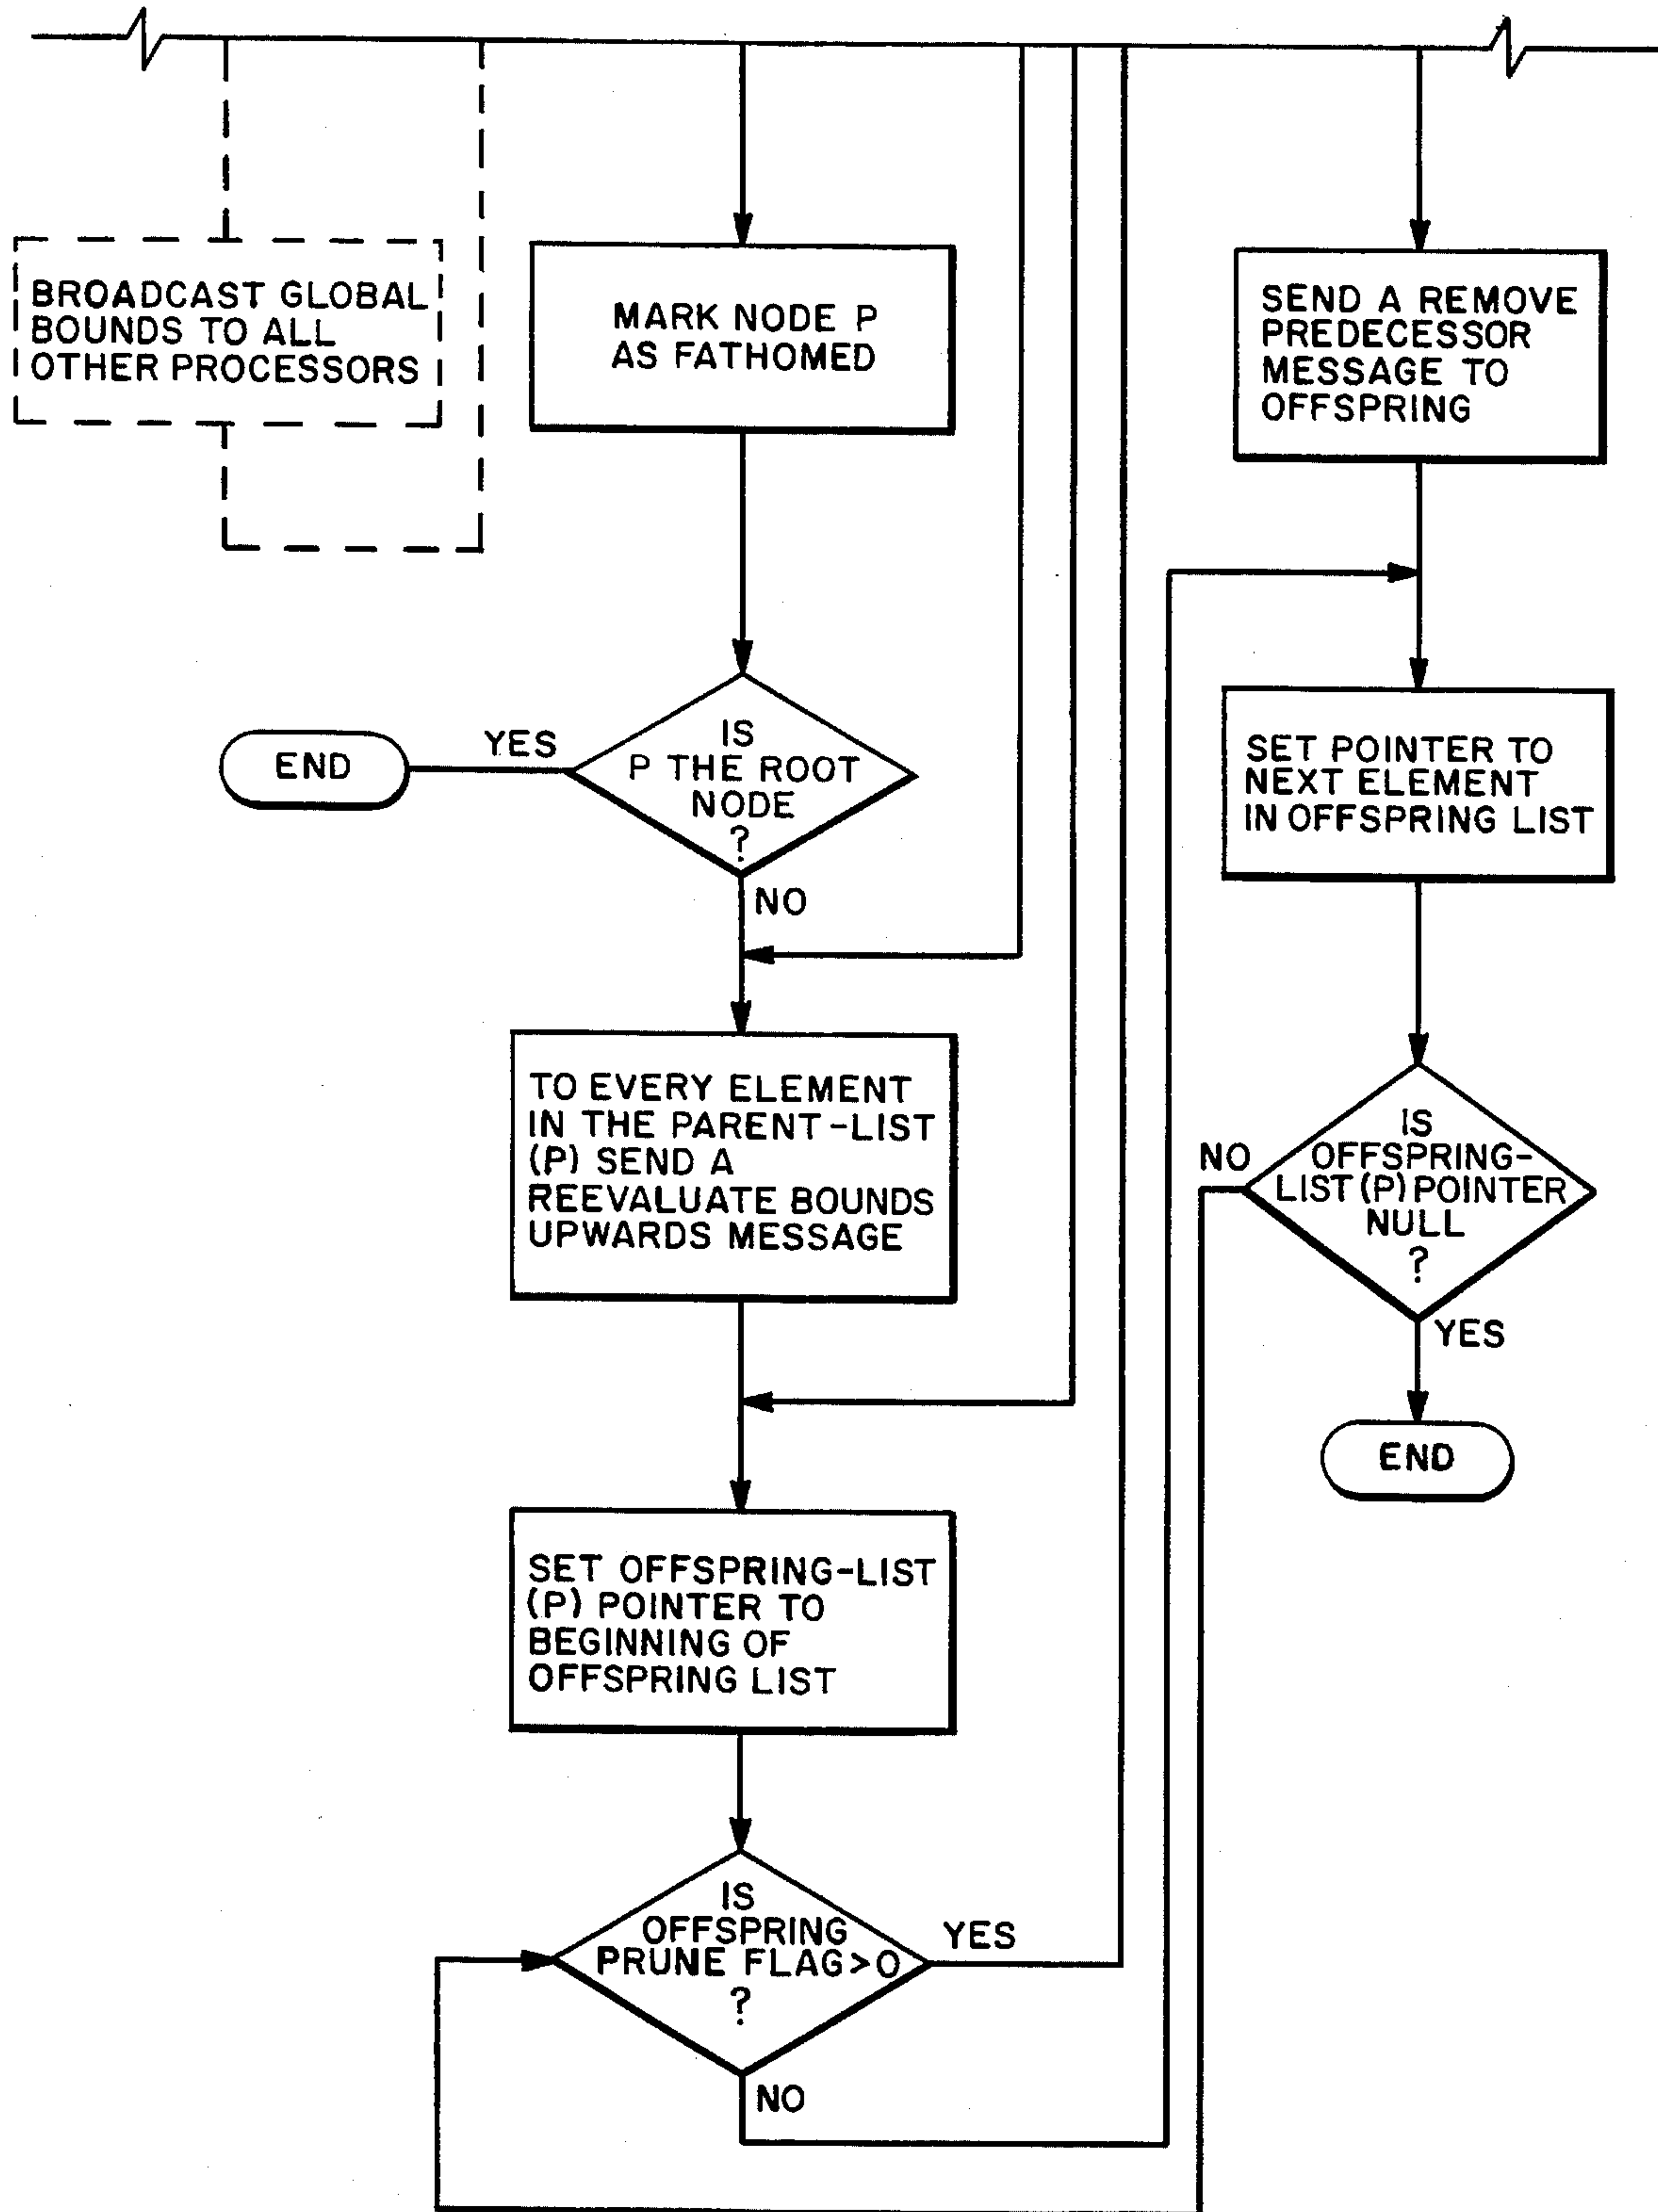 BROADCAST GLOBAL
BOUNDS TO ALL
OTHER PROCESSORS
MARK NODE P
AS FATHOMED
IS
P THE ROOT
NODE
?
YES
END
NO
TO EVERY ELEMENT
IN THE PARENT-LIST
(P) SEND A
REEVALUATE BOUNDS
UPWARDS MESSAGE
SET OFFSPRING-LIST
(P) POINTER TO
BEGINNING OF
OFFSPRING LIST
IS
OFFSPRING
PRUNE FLAG>0
?
YES
NO
SEND A REMOVE
PREDECESSOR
MESSAGE TO
OFFSPRING
SET POINTER TO
NEXT ELEMENT
IN OFFSPRING LIST
IS
OFFSPRING-
LIST (P) POINTER
NULL
?
NO
YES
END